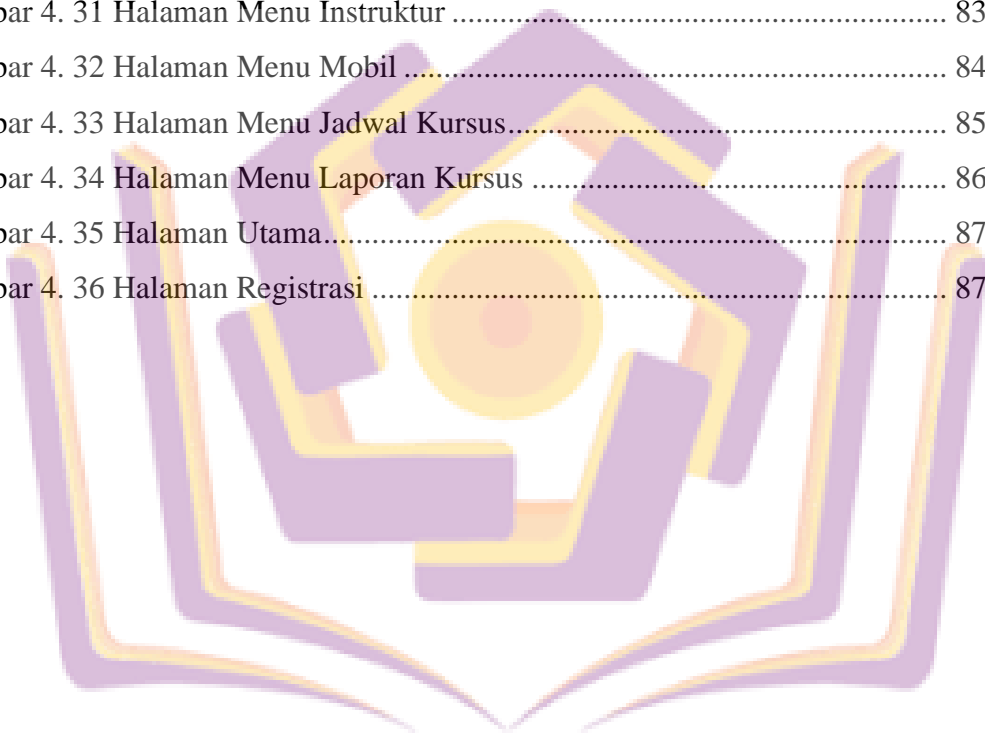 bar 4. 31 Halaman Menu Instruktur ........................................................................ 83
bar 4. 32 Halaman Menu Mobil ............................................................................... 84
bar 4. 33 Halaman Menu Jadwal Kursus................................................................ 85
bar 4. 34 Halaman Menu Laporan Kursus ............................................................. 86
bar 4. 35 Halaman Utama......................................................................................... 87
bar 4. 36 Halaman Registrasi ................................................................................... 87